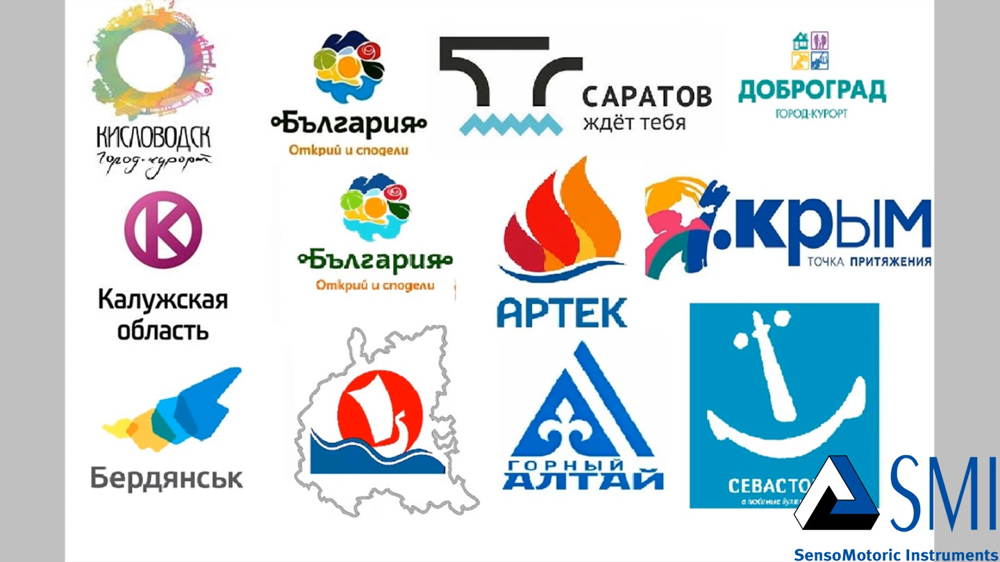 КИСЛОВОДСК
город-курорт
България
Открий и сподели
САРАТОВ
ждёт тебя
ДОБРОГРАД
ГОРОД-КУРОРТ
Калужская
область
България
Открий и сподели
АРТЕК
.крым
ТОЧКА ПРИТЯЖЕНИЯ
Бердянськ
ГОРНЫЙ
АЛТАЙ
СЕВАСТО
в любимые
SMI
SensoMotoric Instruments